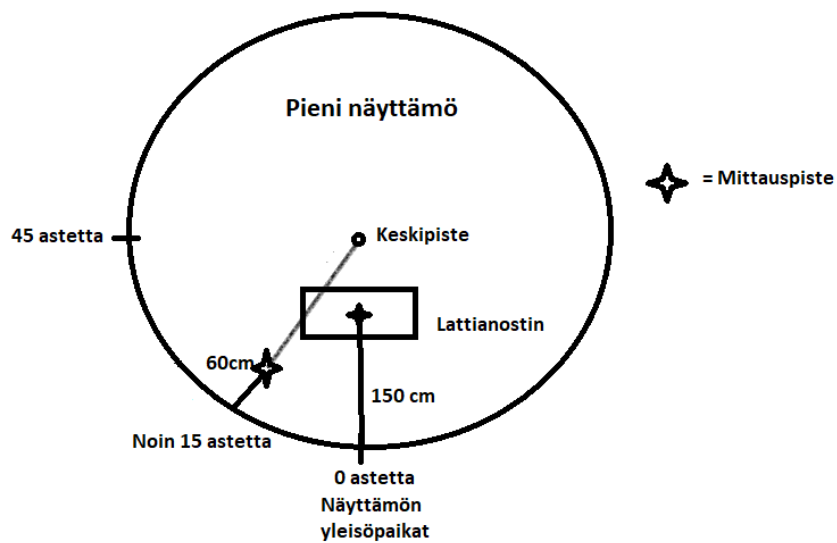 Pieni näyttämö
= Mittauspiste
45 astetta
Keskipiste
Lattianostin
60cm
150 cm
Noin 15 astetta
0 astetta
Näyttämön
yleisöpaikat